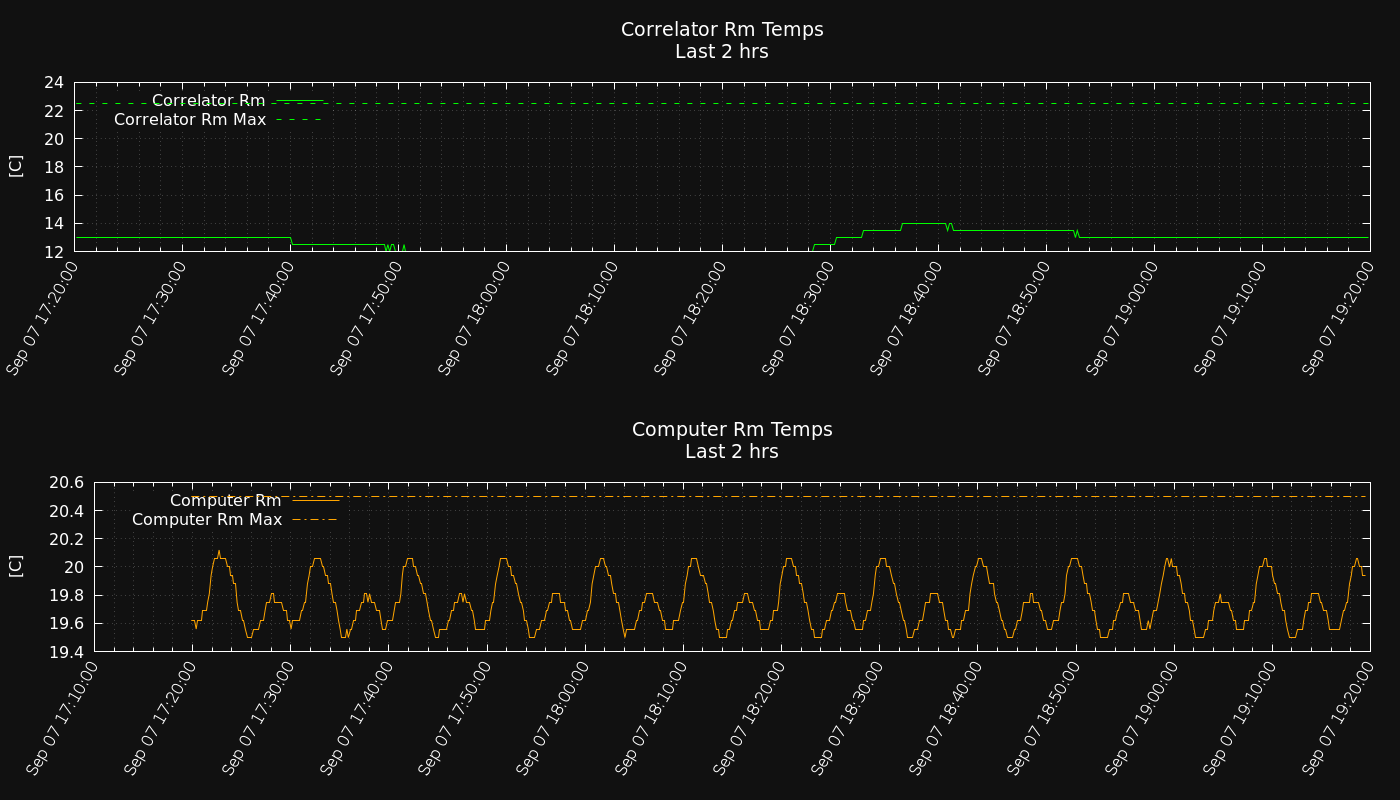 Correlator Rm Temps
Last 2 hrs
24
22
20
18
16
14
12
[C]
Correlator Rm
Correlator Rm Max
Sep 07 17:20:00
Sep 07 17:30:00
Sep 07 17:40:00
Sep 07 17:50:00
Sep 07 18:00:00
Sep 07 18:10:00
Sep 07 18:20:00
Sep 07 18:30:00
Sep 07 18:40:00
Sep 07 18:50:00
Sep 07 19:00:00
Sep 07 19:10:00
Sep 07 19:20:00
Computer Rm Temps
Last 2 hrs
20.6
20.4
20.2
20
19.8
19.6
19.4
[C]
Computer Rm
Computer Rm Max
Sep 07 17:10:00
Sep 07 17:20:00
Sep 07 17:30:00
Sep 07 17:40:00
Sep 07 17:50:00
Sep 07 18:00:00
Sep 07 18:10:00
Sep 07 18:20:00
Sep 07 18:30:00
Sep 07 18:40:00
Sep 07 18:50:00
Sep 07 19:00:00
Sep 07 19:10:00
Sep 07 19:20:00